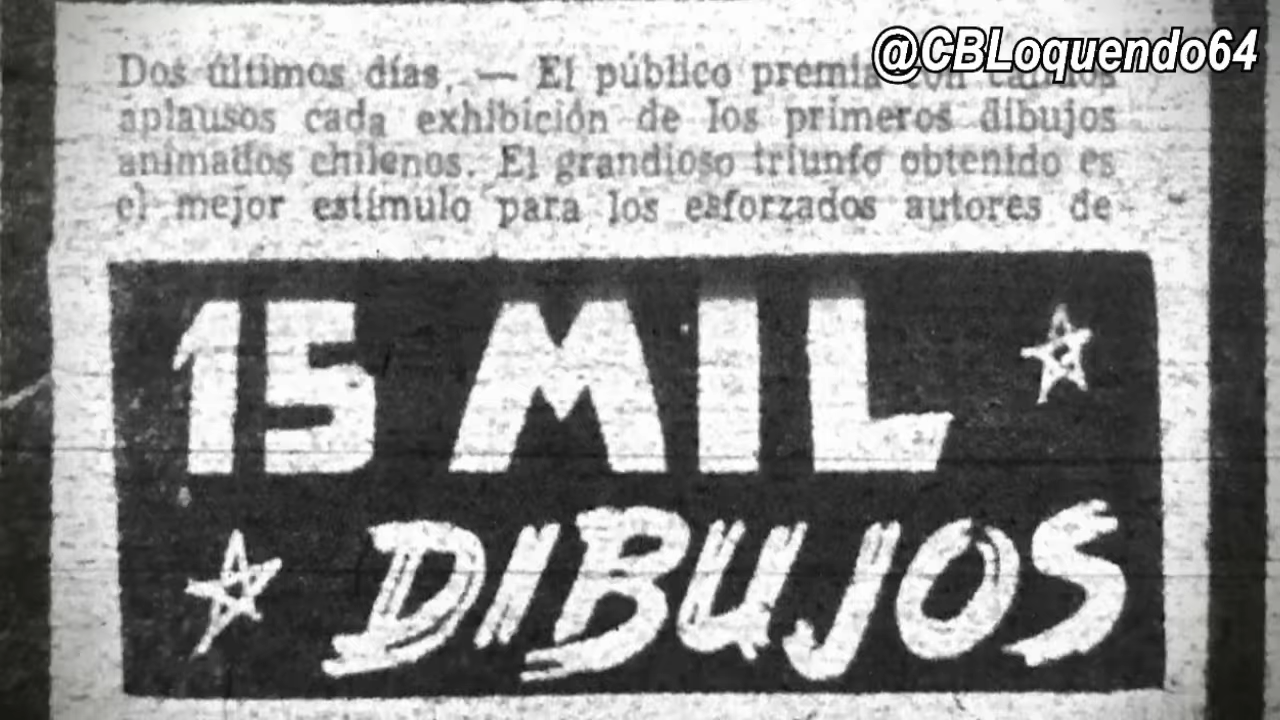 @CBLoquendo64
Dos últimos días. — El público premia
aplausos cada exhibición de los primeros dibujos
animados chilenos. El grandioso triunfo obtenido es
el mejor estímulo para los esforzados autores de-
15 MIL
DIBUJOS